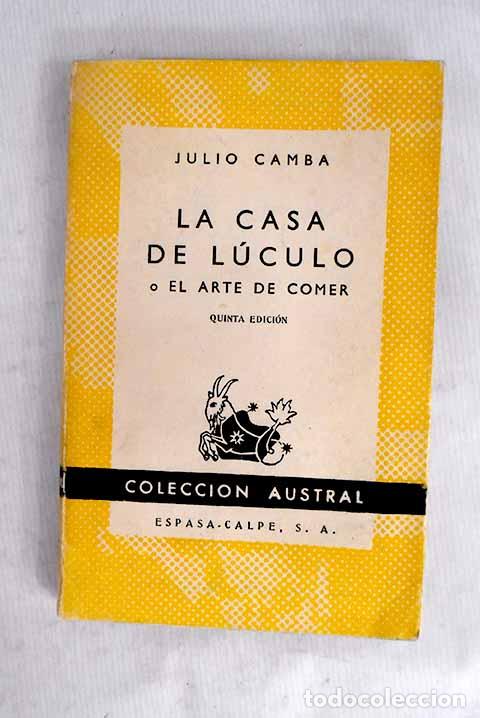 JULIO CAMBA
LA CASA
DE LÚCULO
o EL ARTE DE COMER
QUINTA EDICIÓN
COLECCION AUSTRAL
ESPASA-CALPE, S. A.
todocoleccion